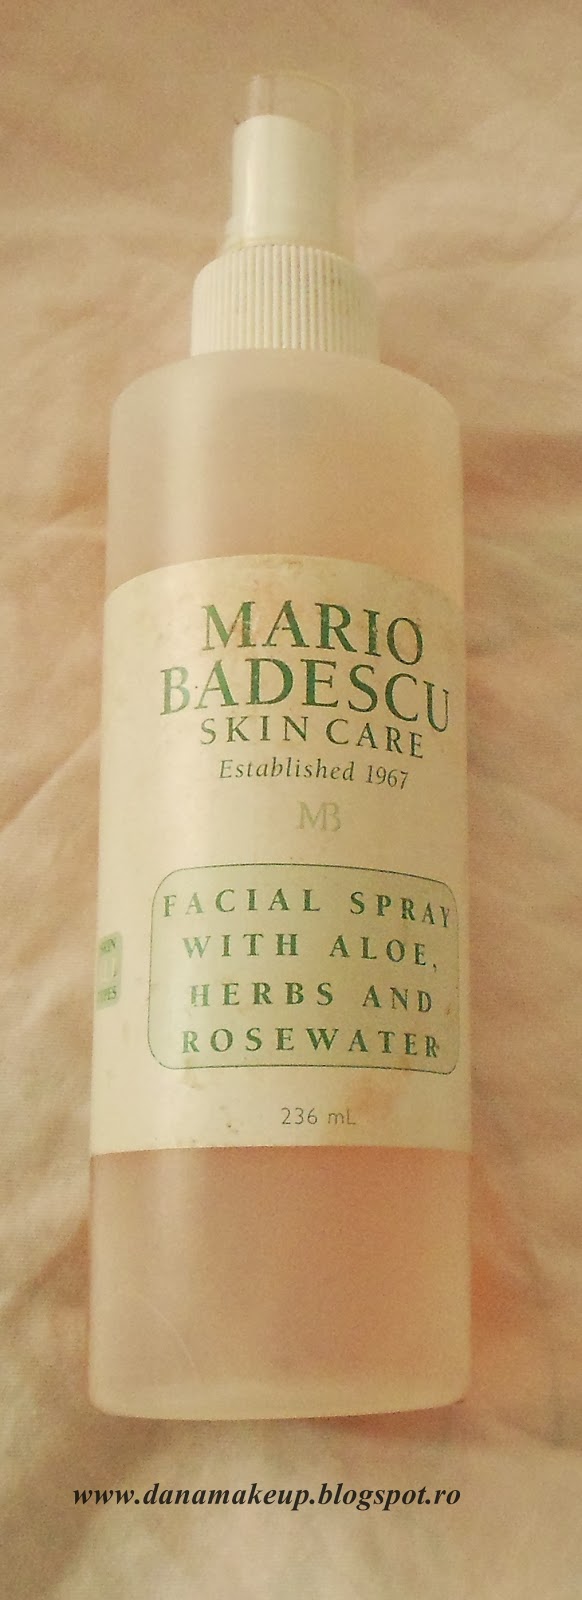 MARIO
BADESCU
SKIN CARE
Established 1967
MB
FACIAL SPRAY
WITH ALOE,
HERBS AND
ROSEWATER
236 mL
www.danamakeup.blogspot.ro